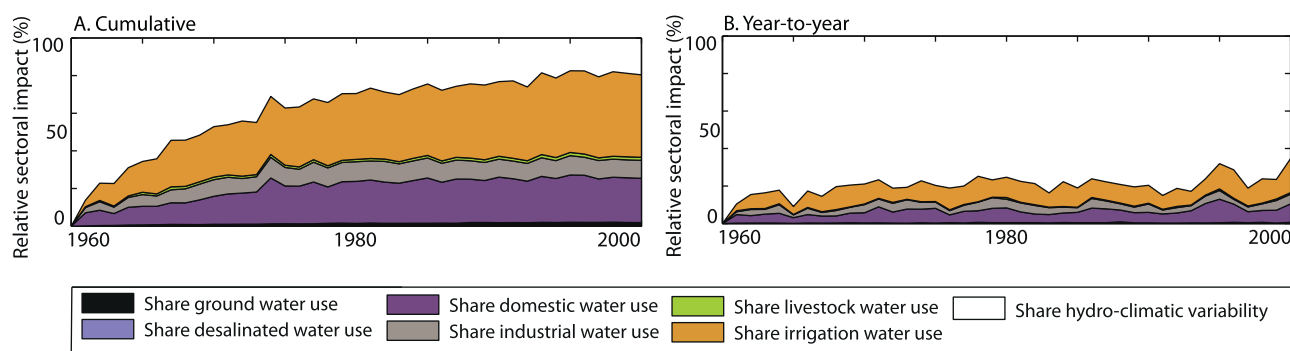 A. Cumulative
Relative sectoral impact (%)
100
50
0
1960
1980
2000
B. Year-to-year
Relative sectoral impact (%)
100
50
0
1960
1980
2000
Share ground water use
Share domestic water use
Share livestock water use
Share hydro-climatic variability
Share desalinated water use
Share industrial water use
Share irrigation water use